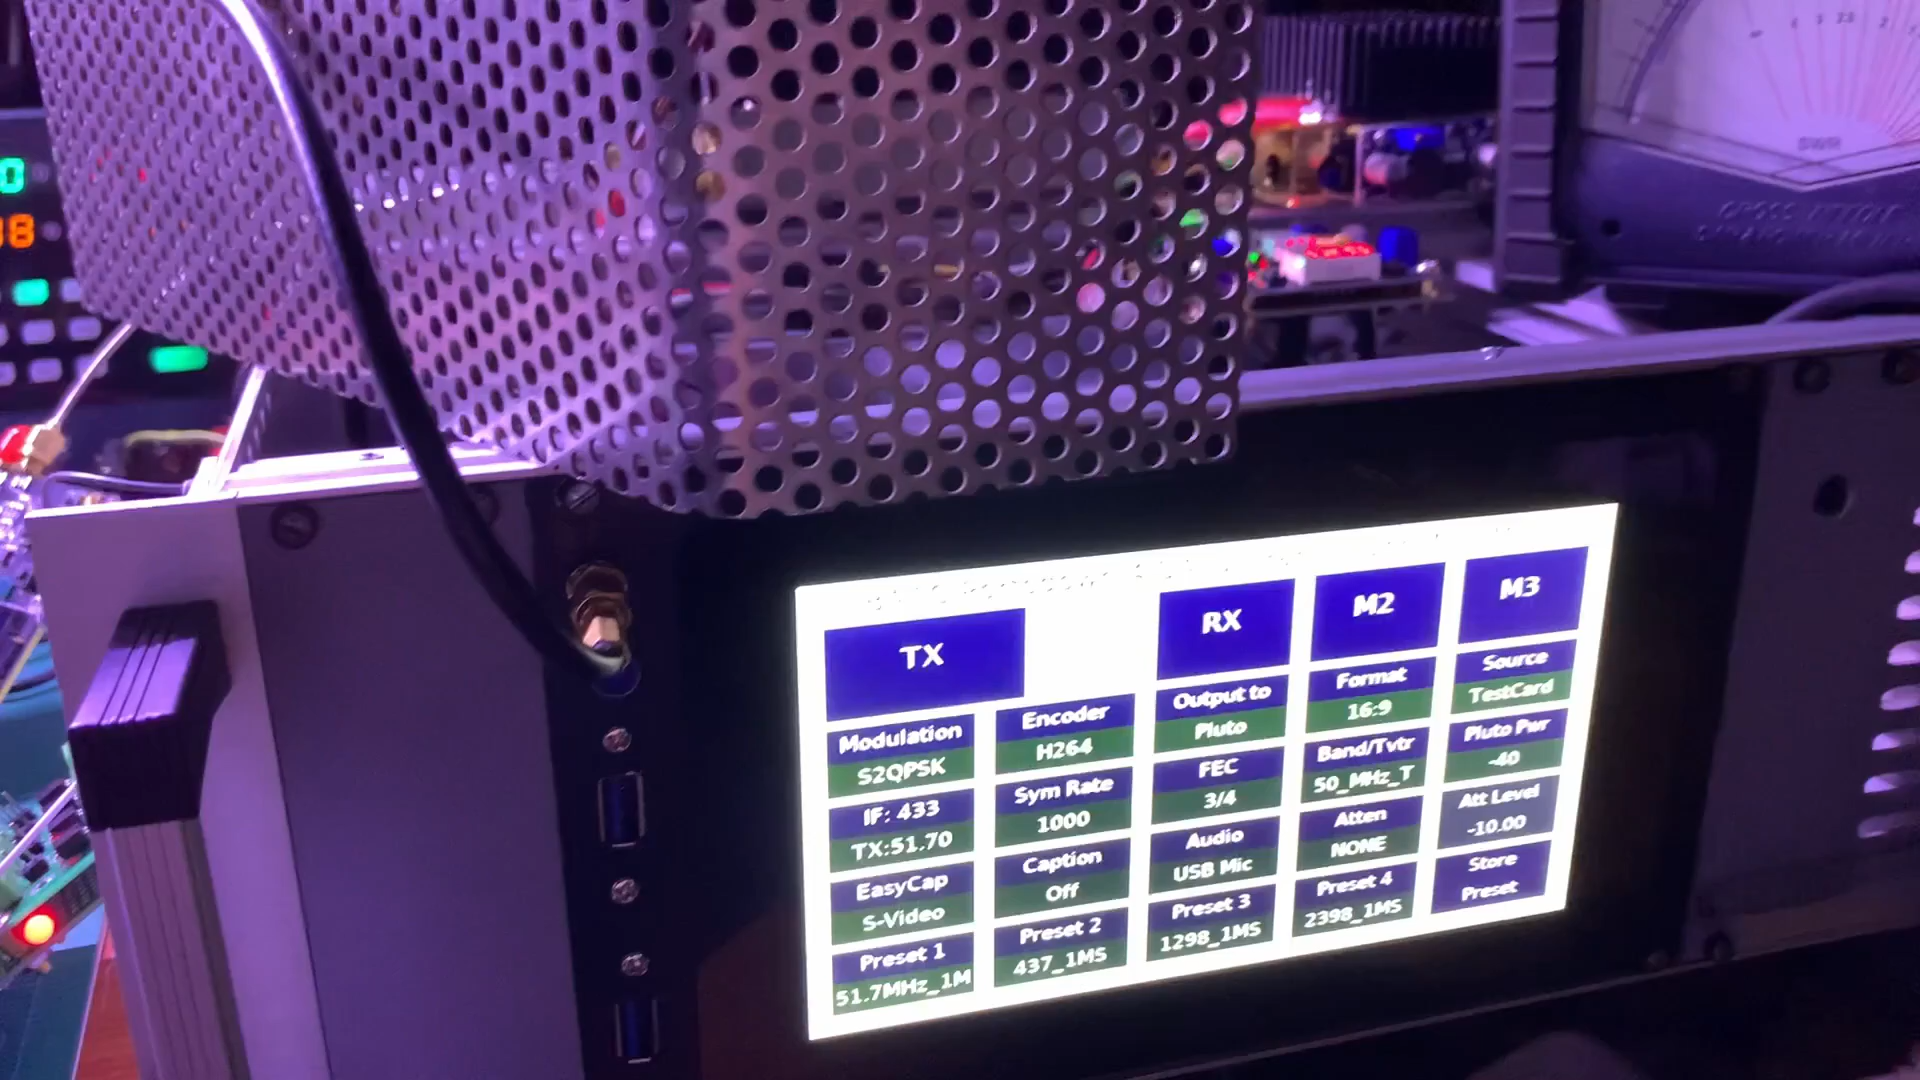 TX
RX
M2
M3
Modulation
S2QPSK
Encoder
H264
Output to
Pluto
Format
16:9
Source
TestCard
IF: 433
TX:51.70
Sym Rate
1000
FEC
3/4
Band/Tvtr
50_MHz_T
Pluto Pwr
-40
EasyCap
S-Video
Caption
Off
Audio
USB Mic
Atten
NONE
Att Level
-10.00
Preset 1
51.7MHz_1M
Preset 2
437_1MS
Preset 3
1298_1MS
Preset 4
2398_1MS
Store
Preset
SWR